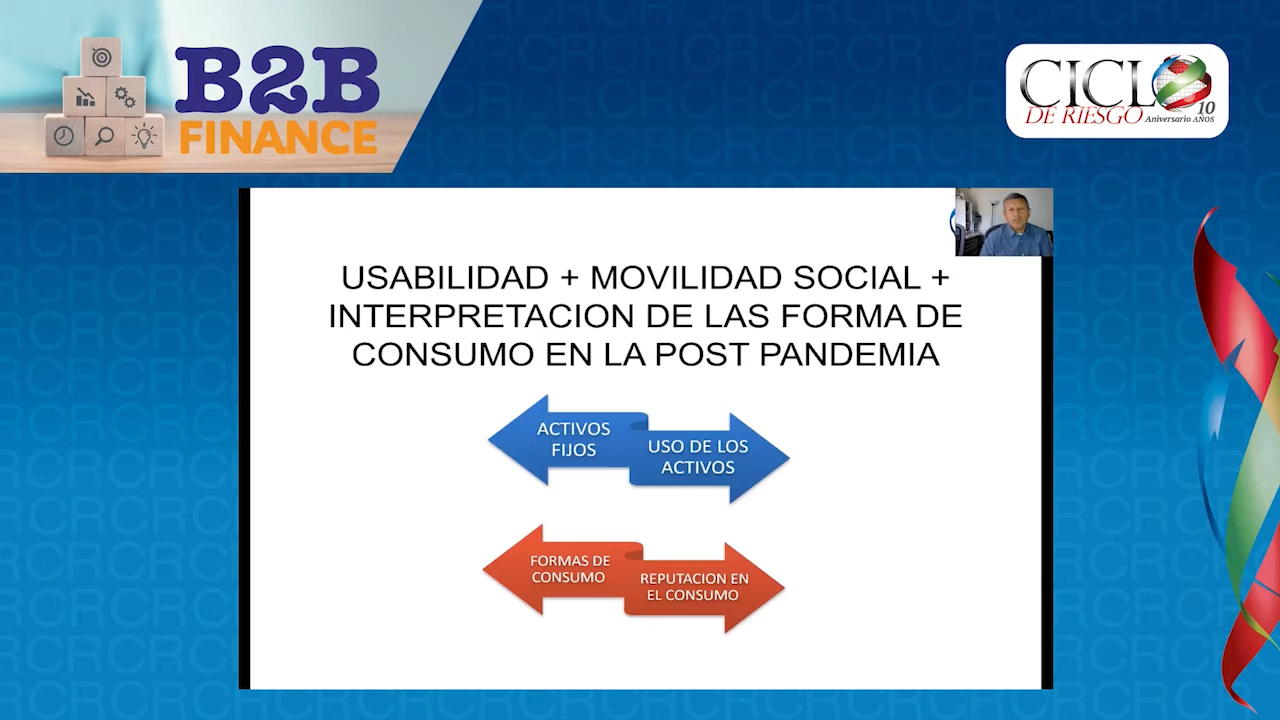 B2B
FINANCE
CICLO
DE RIESGO
10
Aniversario AÑOS
USABILIDAD + MOVILIDAD SOCIAL +
INTERPRETACION DE LAS FORMA DE
CONSUMO EN LA POST PANDEMIA
ACTIVOS
FIJOS
USO DE LOS
ACTIVOS
FORMAS DE
CONSUMO
REPUTACION EN
EL CONSUMO